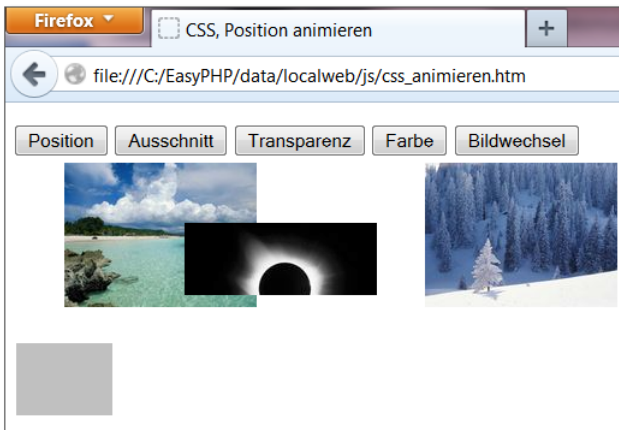 Firefox
CSS, Position animieren
+
file:///C:/EasyPHP/data/localweb/js/css_animieren.htm
Position Ausschnitt Transparenz Farbe Bildwechsel